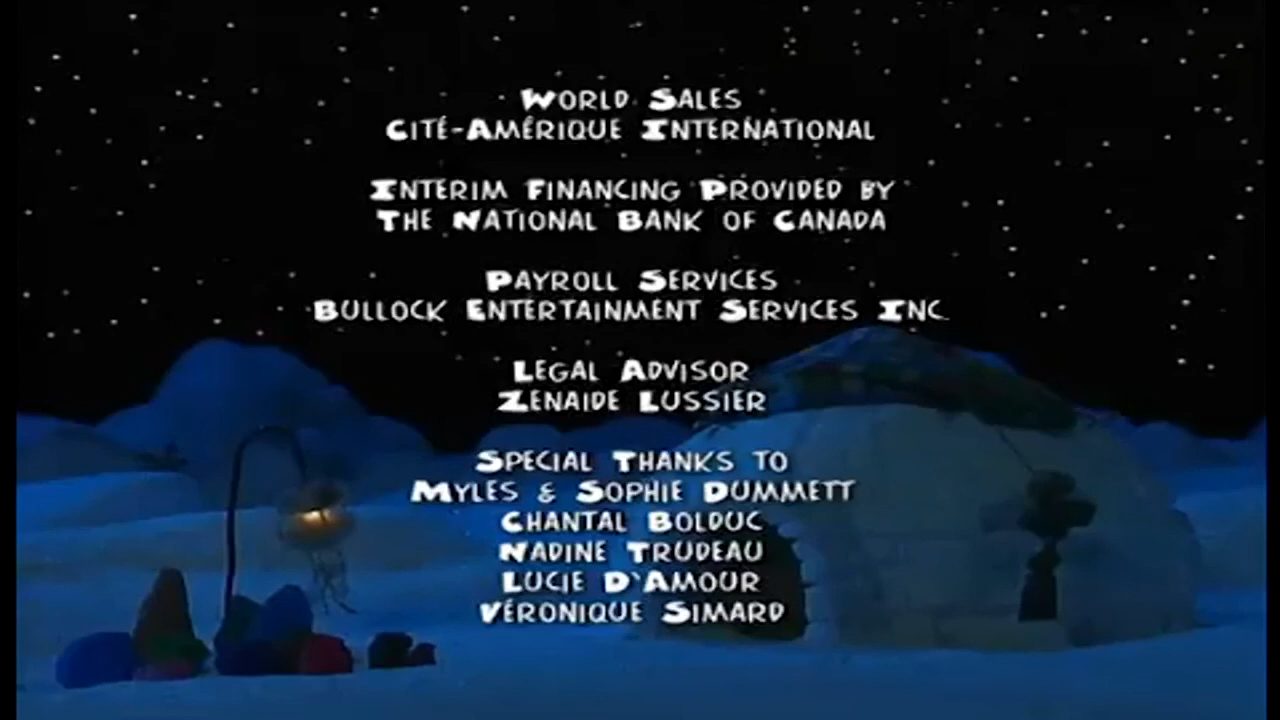 World Sales
Cité-Amérique International
Interim Financing Provided by
The National Bank of Canada
Payroll Services
Bullock Entertainment Services Inc.
Legal Advisor
Zenaide Lussier
Special Thanks to
Myles & Sophie Dummett
Chantal Bolduc
Nadine Trudeau
Lucie D'Amour
Véronique Simard